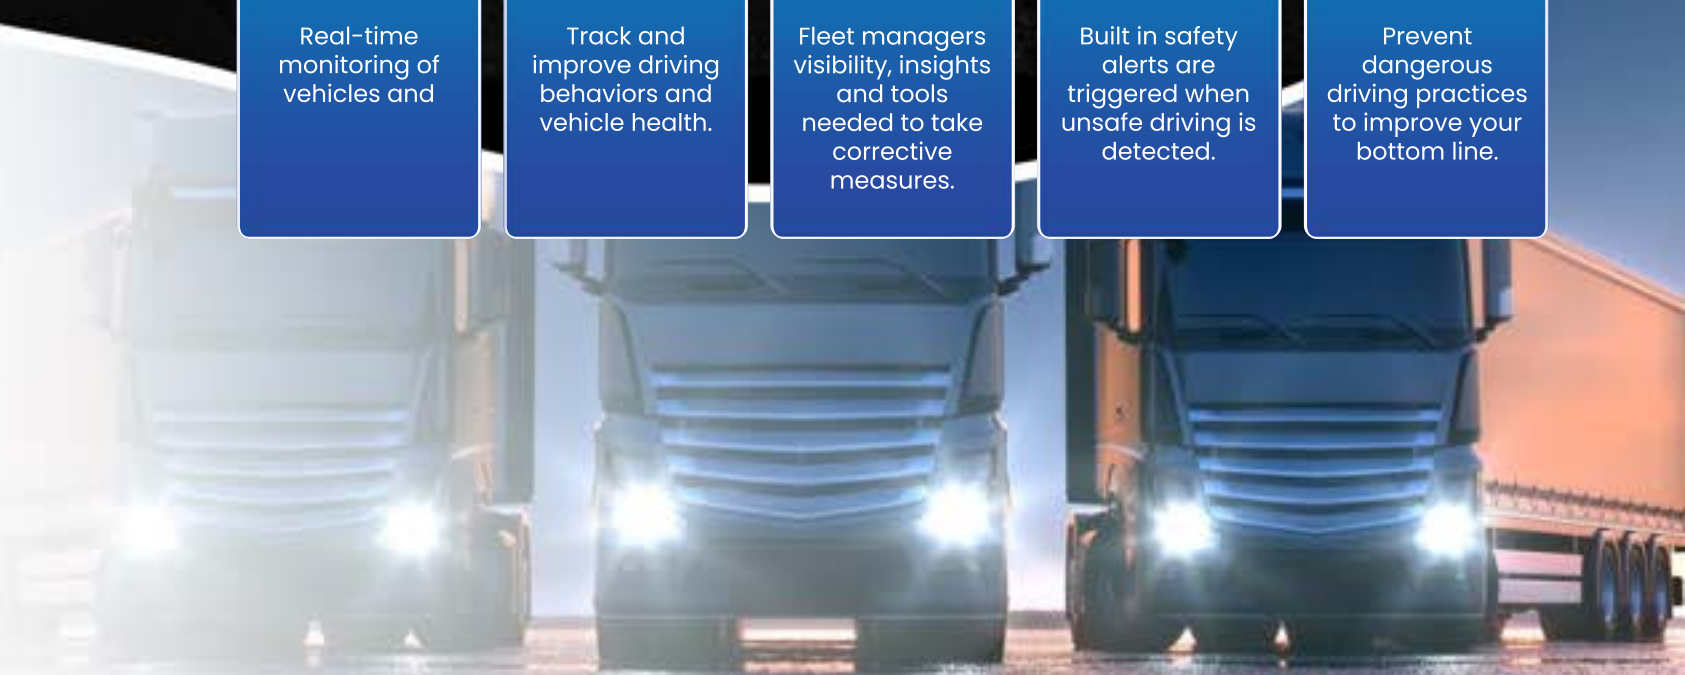 Real-time
monitoring of
vehicles and
Track and
improve driving
behaviors and
vehicle health.
Fleet managers
visibility, insights
and tools
needed to take
corrective
measures.
Built in safety
alerts are
triggered when
unsafe driving is
detected.
Prevent
dangerous
driving practices
to improve your
bottom line.